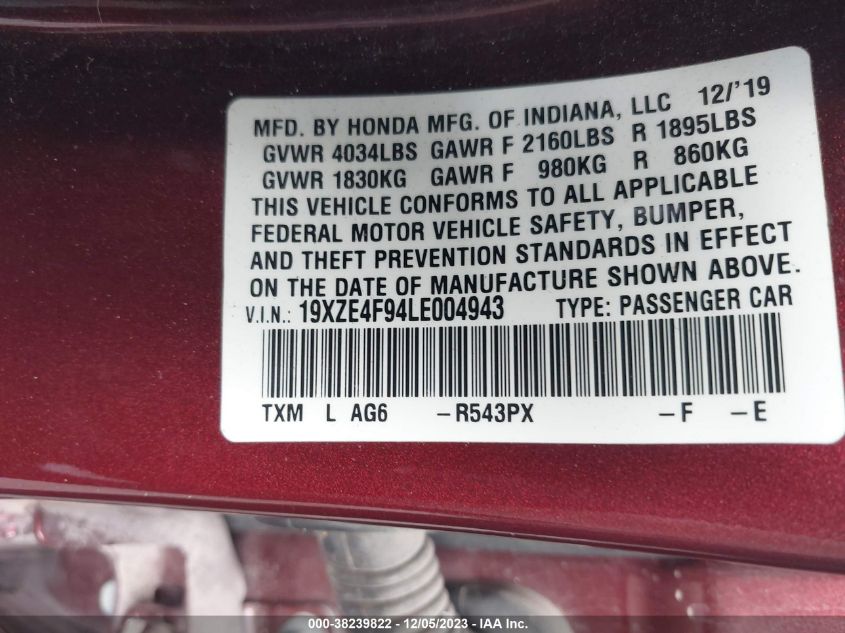 MFD. BY HONDA MFG. OF INDIANA, LLC 12/'19
GVWR 4034LBS GAWR F 2160LBS R 1895LBS
GVWR 1830KG GAWR F 980KG R 860KG
THIS VEHICLE CONFORMS TO ALL APPLICABLE
FEDERAL MOTOR VEHICLE SAFETY, BUMPER,
AND THEFT PREVENTION STANDARDS IN EFFECT
ON THE DATE OF MANUFACTURE SHOWN ABOVE.
V.I.N.: 19XZE4F94LE004943 TYPE: PASSENGER CAR
TXM L AG6 -R543PX -F -E
000-38239822 - 12/05/2023 - IAA Inc.